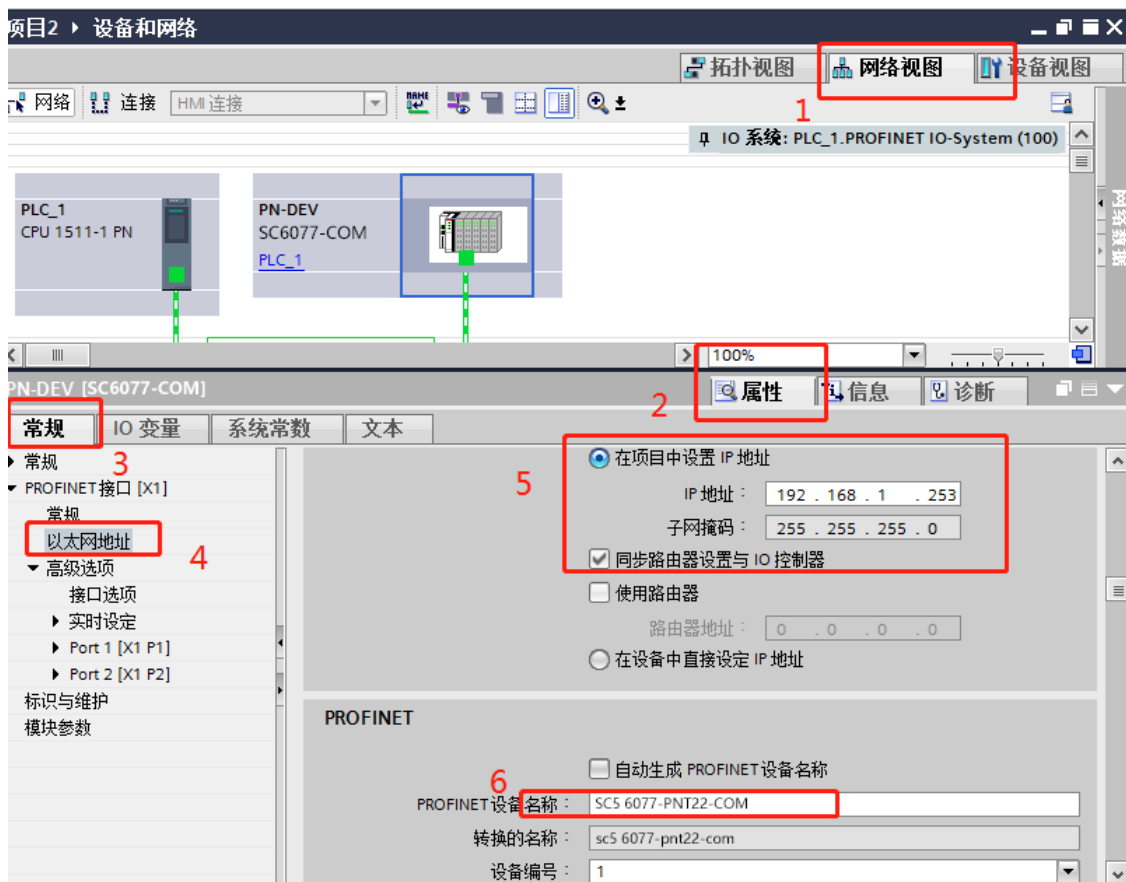 项目2 ▸ 设备和网络
拓扑视图 网络视图 设备视图
网络 连接 HMI 连接
1
IO 系统: PLC_1.PROFINET IO-System (100)
PLC_1
CPU 1511-1 PN
PN-DEV
SC6077-COM
PLC_1
网络数据
100%
PN-DEV [SC6077-COM]
2
属性 信息 诊断
常规 IO 变量 系统常数 文本
3
常规
PROFINET接口 [X1]
常规
以太网地址
4
高级选项
接口选项
实时设定
Port 1 [X1 P1]
Port 2 [X1 P2]
标识与维护
模块参数
5
在项目中设置 IP 地址
IP 地址: 192 . 168 . 1 . 253
子网掩码: 255 . 255 . 255 . 0
同步路由器设置与 IO 控制器
使用路由器
路由器地址: 0 . 0 . 0 . 0
在设备中直接设定 IP 地址
PROFINET
自动生成 PROFINET设备名称
6
PROFINET设备名称: SC5 6077-PNT22-COM
转换的名称: sc5 6077-pnt22-com
设备编号: 1